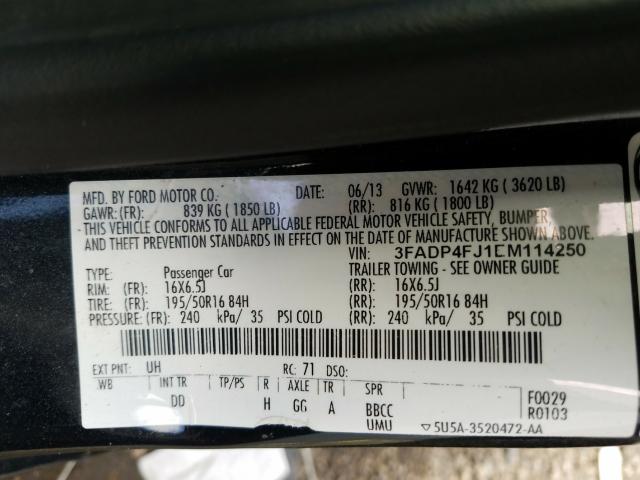 MFD. BY FORD MOTOR CO. DATE: 06/13 GVWR: 1642 KG ( 3620 LB)
GAWR: (FR): 839 KG ( 1850 LB) (RR): 816 KG ( 1800 LB)
- THIS VEHICLE CONFORMS TO ALL APPLICABLE FEDERAL MOTOR VEHICLE SAFETY, BUMPER,
AND THEFT PREVENTION STANDARDS IN EFFECT ON THE DATE OF MANUFACTURE SHOWN ABOVE.
VIN: 3FADP4FJ1EM114250
TYPE: Passenger Car TRAILER TOWING - SEE OWNER GUIDE
RIM: (FR): 16X6.5J (RR): 16X6.5J
TIRE: (FR): 195/50R16 84H (RR): 195/50R16 84H
PRESSURE: (FR): 240 kPa/ 35 PSI COLD (RR): 240 kPa/ 35 PSI COLD
EXT PNT: UH RC: 71 DSO:
WB INT TR TP/PS R AXLE TR SPR
DD H GG A BBCC F0029
UMU R0103
▽5U5A-3520472-AA